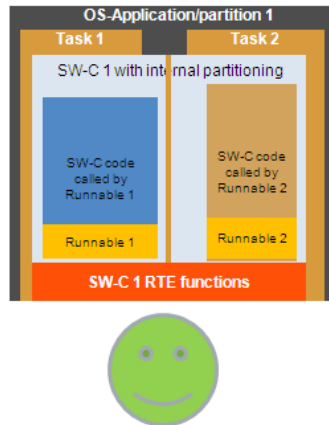 OS-Application/partition 1
Task 1
Task 2
SW-C 1 with internal partitioning
SW-C code
called by
Runnable 1
SW-C code
called by
Runnable 2
Runnable 1
Runnable 2
SW-C 1 RTE functions